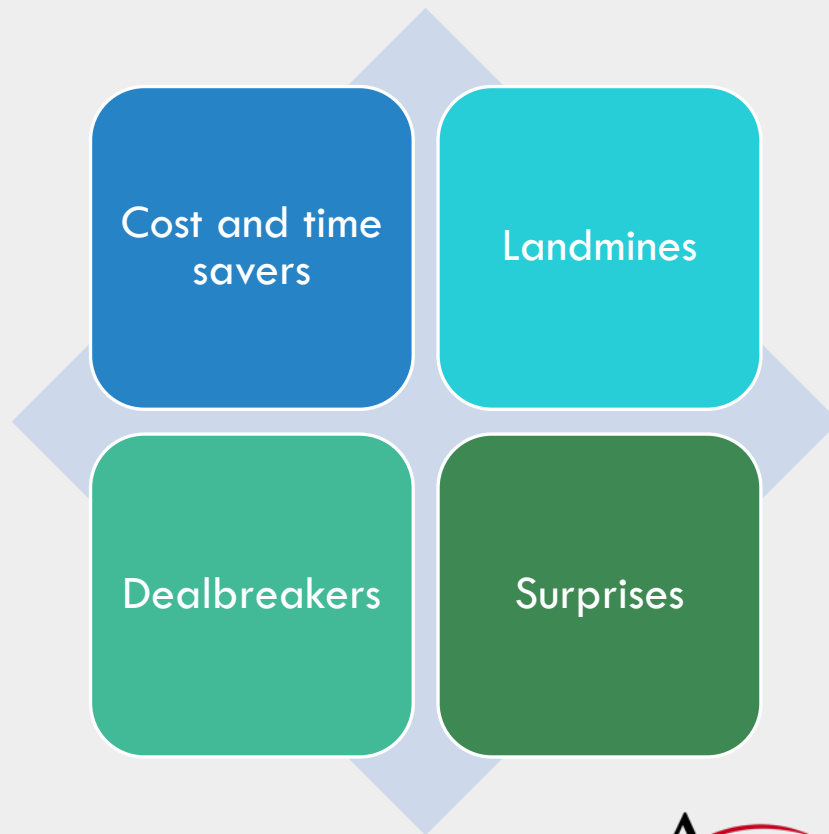 Cost and time
savers
Landmines
Dealbreakers
Surprises